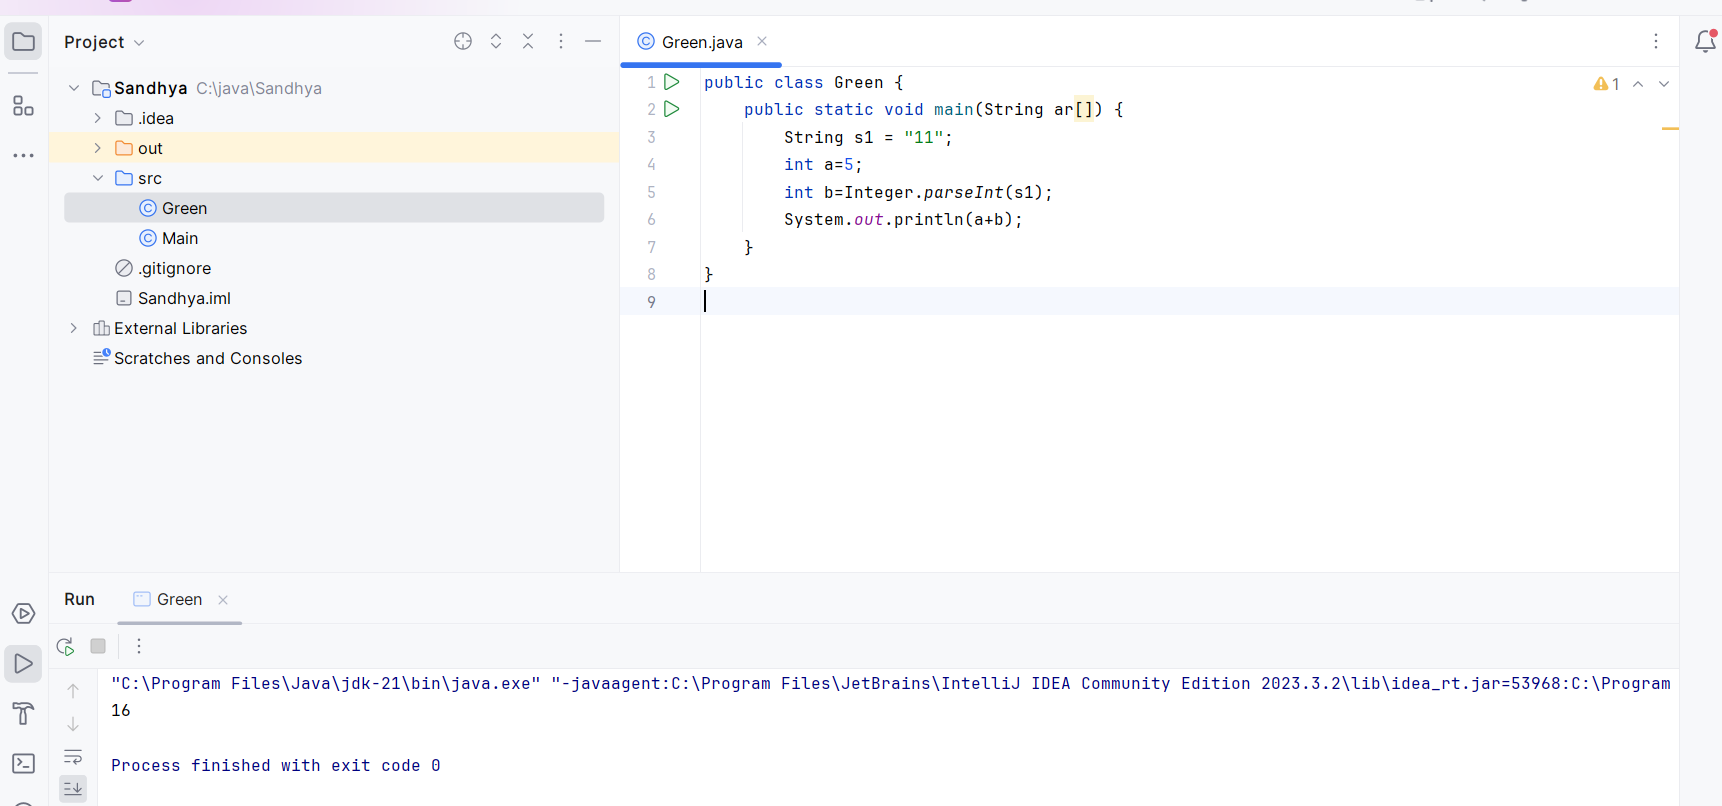 Project
Sandhya C:\java\Sandhya
.idea
out
src
Green
Main
.gitignore
Sandhya.iml
External Libraries
Scratches and Consoles
Green.java
1
1 public class Green {
2 public static void main(String ar[]) {
3 String s1 = "11";
4 int a=5;
5 int b=Integer.parseInt(s1);
6 System.out.println(a+b);
7 }
8 }
9
Run Green
"C:\Program Files\Java\jdk-21\bin\java.exe" "-javaagent:C:\Program Files\JetBrains\IntelliJ IDEA Community Edition 2023.3.2\lib\idea_rt.jar=53968:C:\Program
16
Process finished with exit code 0